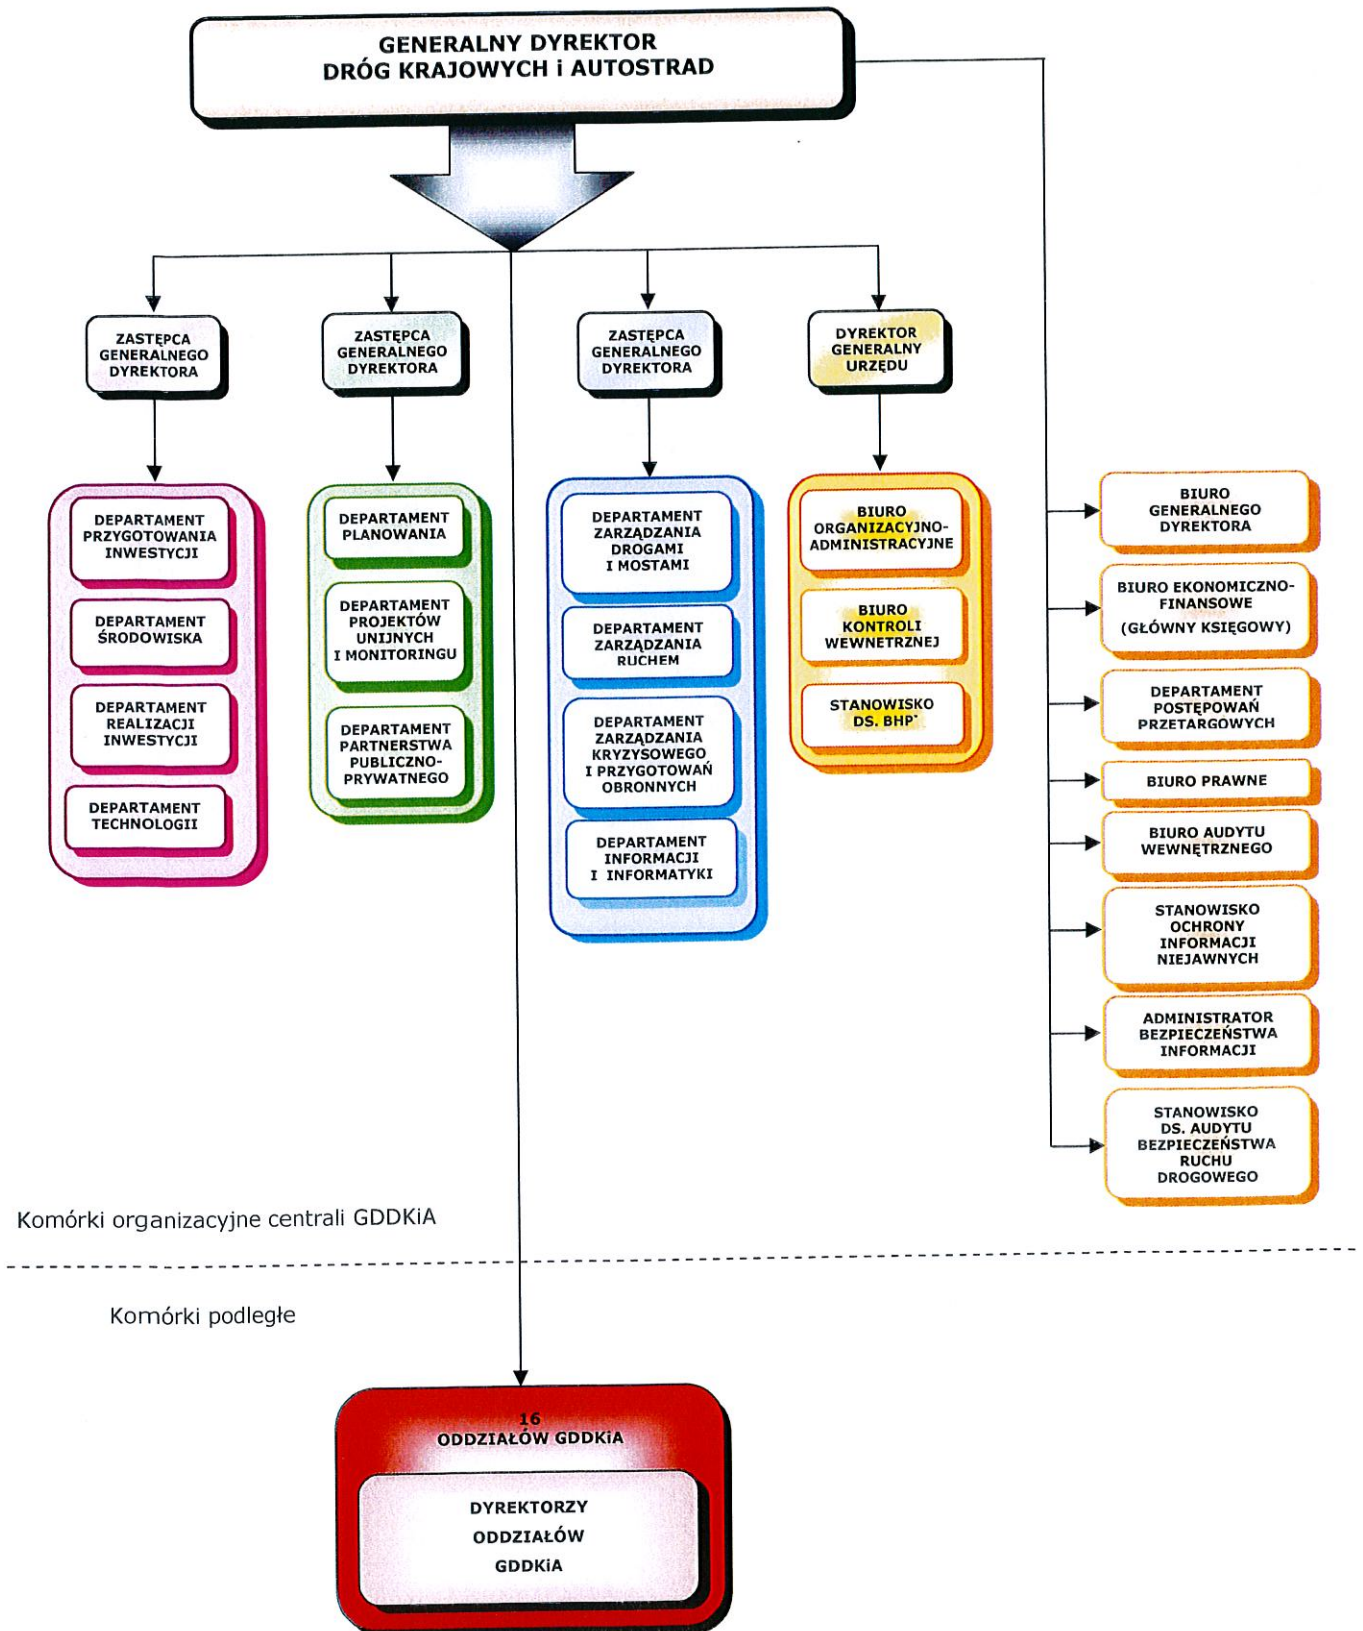 GENERALNY DYREKTOR
DRÓG KRAJOWYCH i AUTOSTRAD
ZASTĘPCA
GENERALNEGO
DYREKTORA
ZASTĘPCA
GENERALNEGO
DYREKTORA
ZASTĘPCA
GENERALNEGO
DYREKTORA
DYREKTOR
GENERALNY
URZĘDU
DEPARTAMENT
PRZYGOTOWANIA
INWESTYCJI
DEPARTAMENT
ŚRODOWISKA
DEPARTAMENT
REALIZACJI
INWESTYCJI
DEPARTAMENT
TECHNOLOGII
DEPARTAMENT
PLANOWANIA
DEPARTAMENT
PROJEKTÓW
UNIJNYCH
I MONITORINGU
DEPARTAMENT
PARTNERSTWA
PUBLICZNO-
PRYWATNEGO
DEPARTAMENT
ZARZĄDZANIA
DROGAMI
I MOSTAMI
DEPARTAMENT
ZARZĄDZANIA
RUCHEM
DEPARTAMENT
ZARZĄDZANIA
KRYZYSOWEGO
I PRZYGOTOWAŃ
OBRONNYCH
DEPARTAMENT
INFORMACJI
I INFORMATYKI
BIURO
ORGANIZACYJNO-
ADMINISTRACYJNE
BIURO
KONTROLI
WEWNETRZNEJ
STANOWISKO
DS. BHP*
BIURO
GENERALNEGO
DYREKTORA
BIURO EKONOMICZNO-
FINANSOWE
(GŁÓWNY KSIĘGOWY)
DEPARTAMENT
POSTĘPOWAŃ
PRZETARGOWYCH
BIURO PRAWNE
BIURO AUDYTU
WEWNĘTRZNEGO
STANOWISKO
OCHRONY
INFORMACJI
NIEJAWNYCH
ADMINISTRATOR
BEZPIECZEŃSTWA
INFORMACJI
STANOWISKO
DS. AUDYTU
BEZPIECZEŃSTWA
RUCHU
DROGOWEGO
Komórki organizacyjne centrali GDDKiA
Komórki podległe
16
ODDZIAŁÓW GDDKiA
DYREKTORZY
ODDZIAŁÓW
GDDKiA